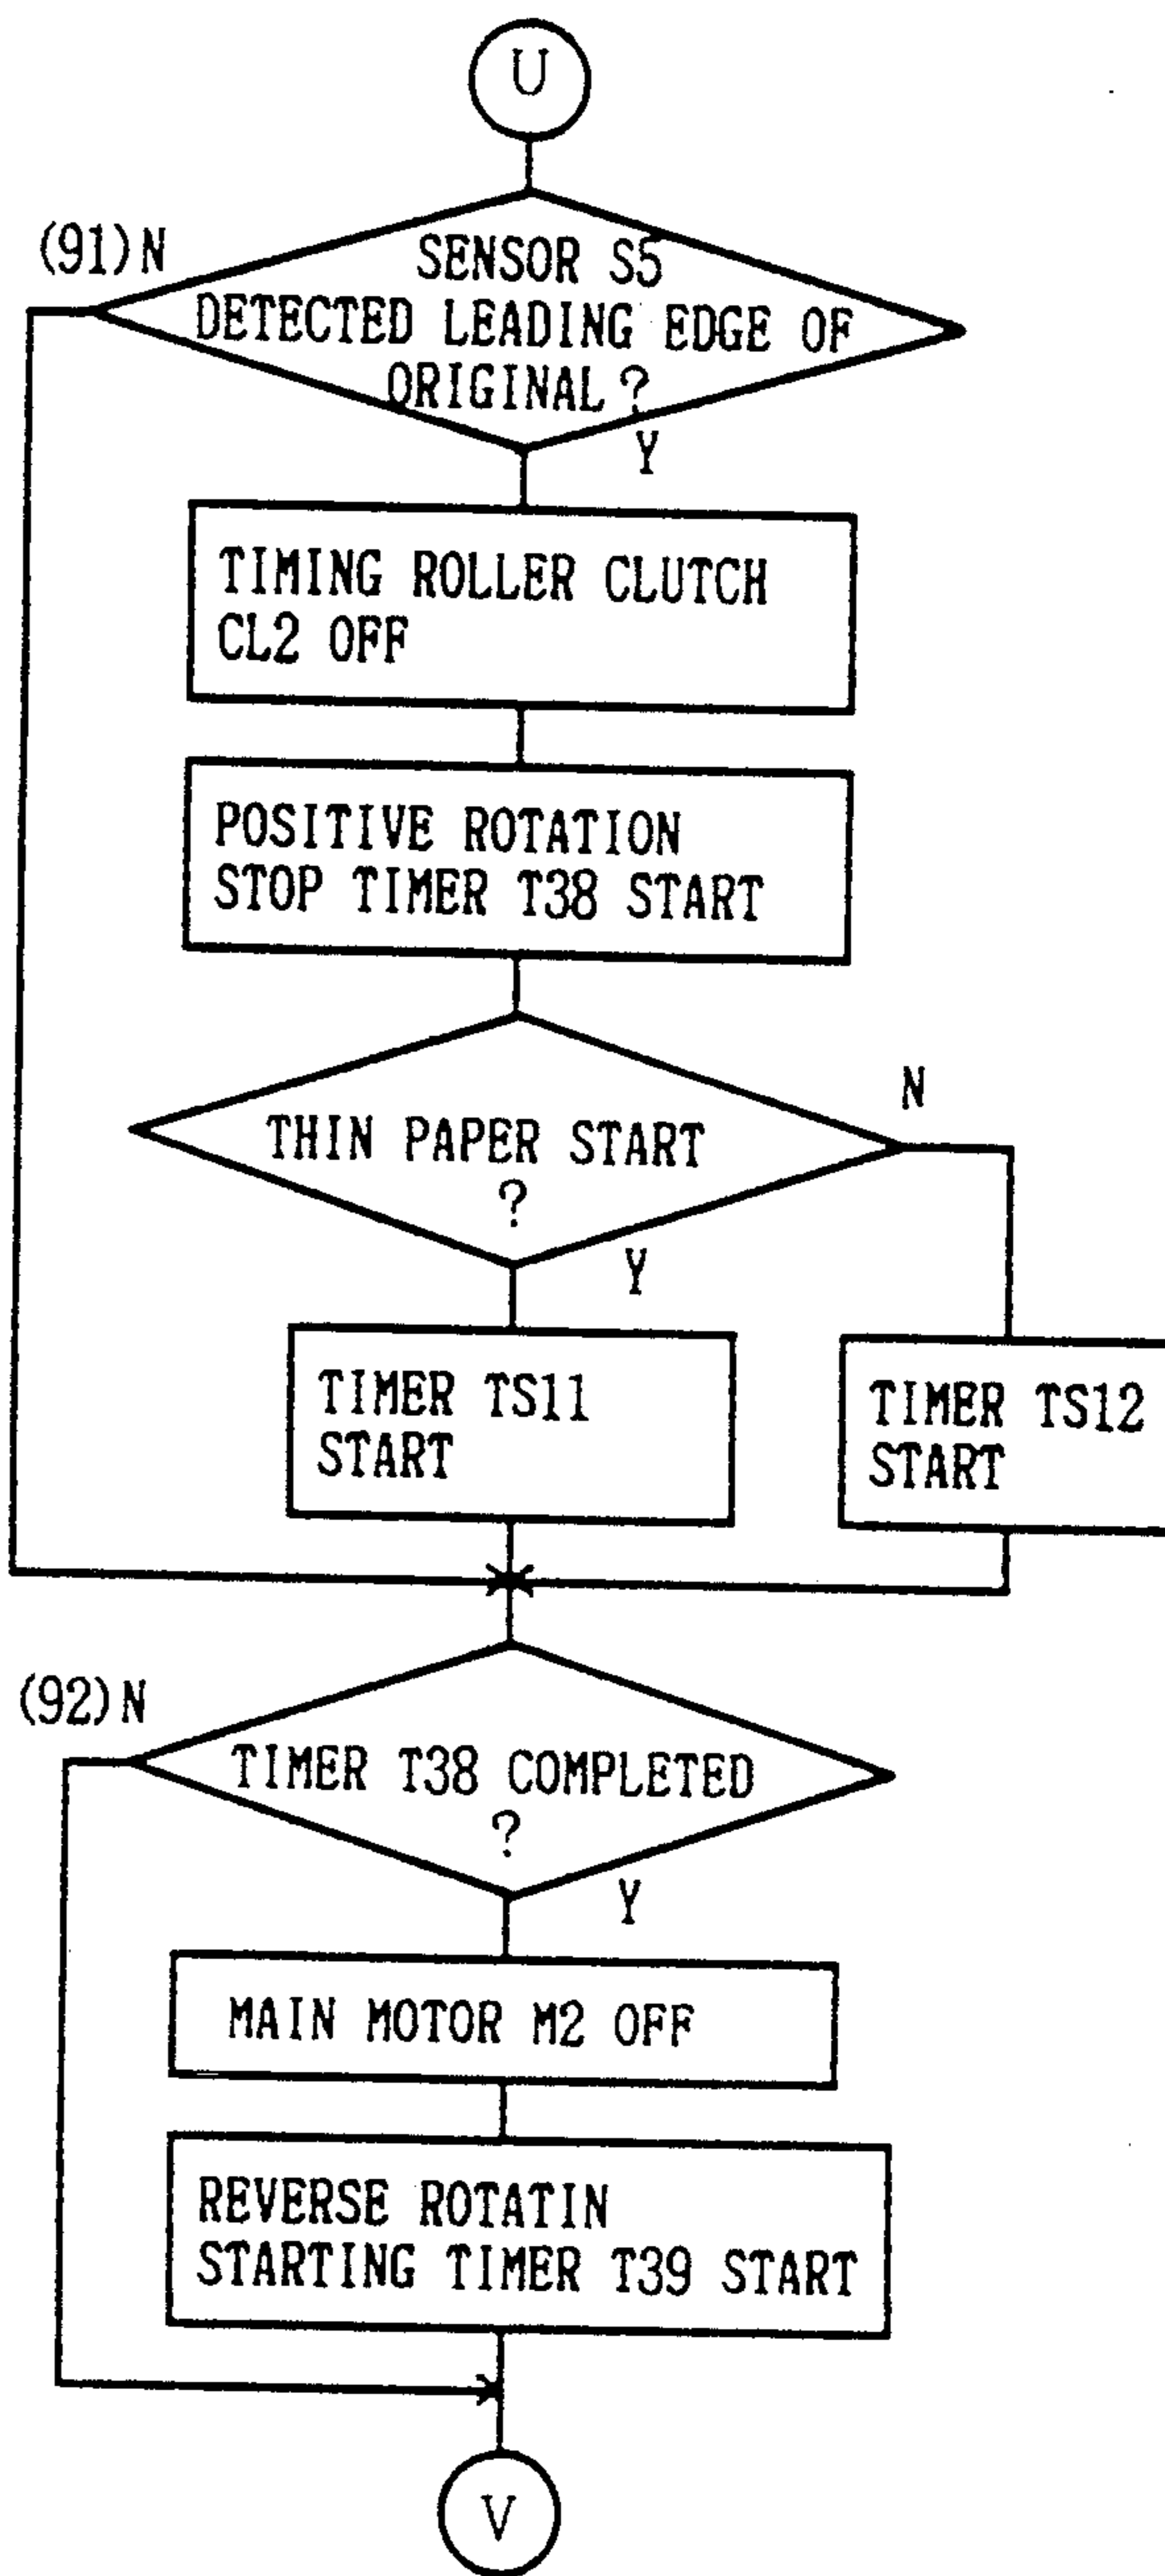 U
(91) N
SENSOR S5
DETECTED LEADING EDGE OF
ORIGINAL ?
Y
TIMING ROLLER CLUTCH
CL2 OFF
POSITIVE ROTATION
STOP TIMER T38 START
N
THIN PAPER START
?
Y
TIMER TS11
START
TIMER TS12
START
(92) N
TIMER T38 COMPLETED
?
Y
MAIN MOTOR M2 OFF
REVERSE ROTATIN
STARTING TIMER T39 START
V